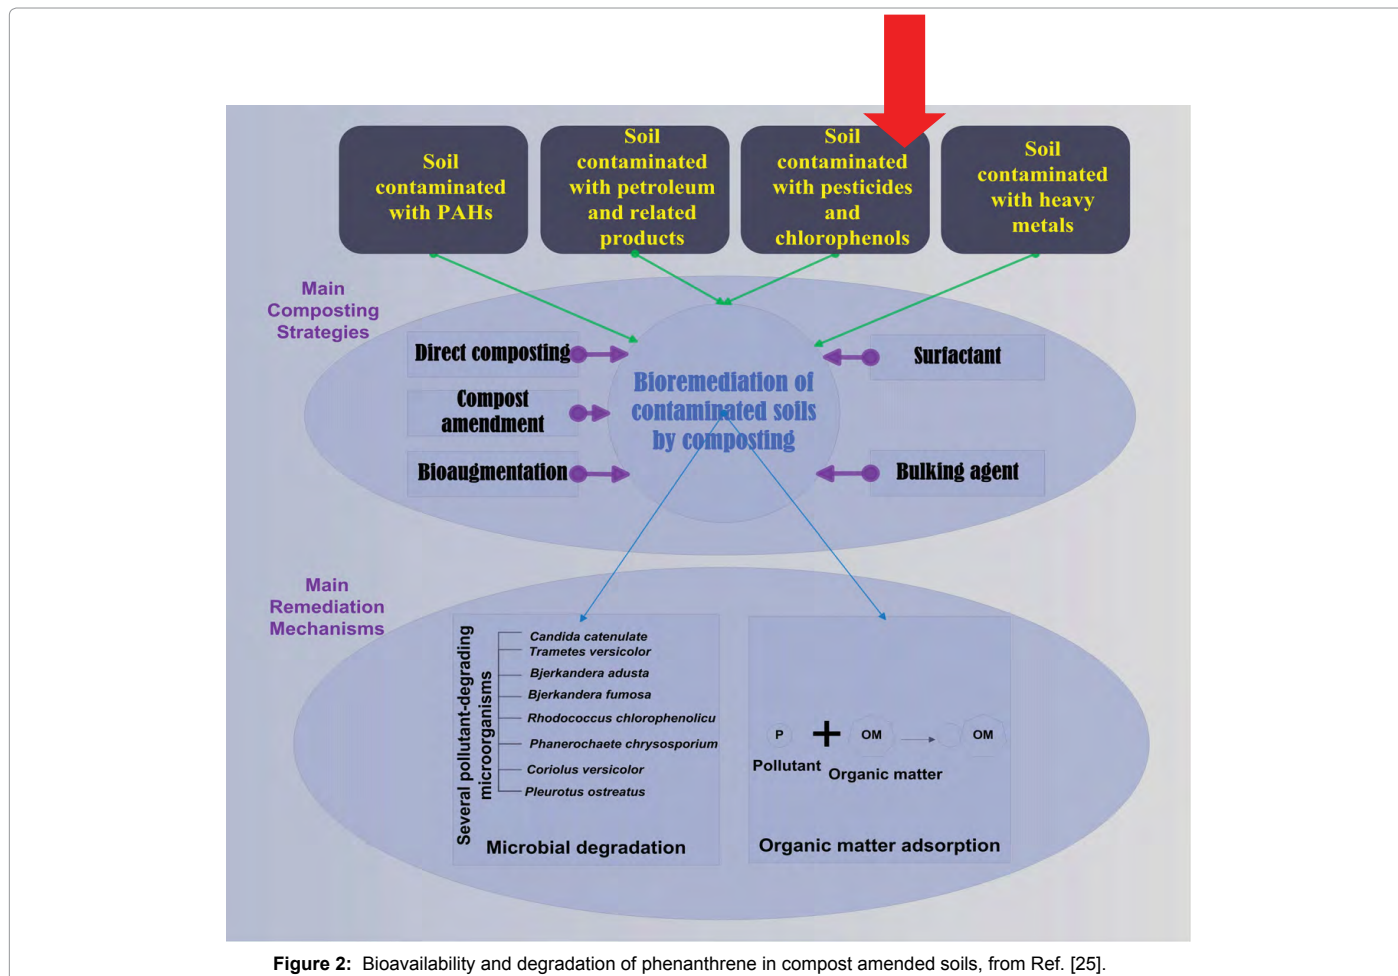 Soil
contaminated
with PAHs
Soil
contaminated
with petroleum
and related
products
Soil
contaminated
with pesticides
and
chlorophenols
Soil
contaminated
with heavy
metals
Main
Composting
Strategies
Direct composting
Compost
amendment
Bioaugmentation
Bioremediation of
contaminated soils
by composting
Surfactant
Bulking agent
Main
Remediation
Mechanisms
Several pollutant-degrading
microorganisms
Candida catenulate
Trametes versicolor
Bjerkandera adusta
Bjerkandera fumosa
Rhodococcus chlorophenolicu
Phanerochaete chrysosporium
Coriolus versicolor
Pleurotus ostreatus
Microbial degradation
P + OM OM
Pollutant
Organic matter
Organic matter adsorption
Figure 2: Bioavailability and degradation of phenanthrene in compost amended soils, from Ref. [25].